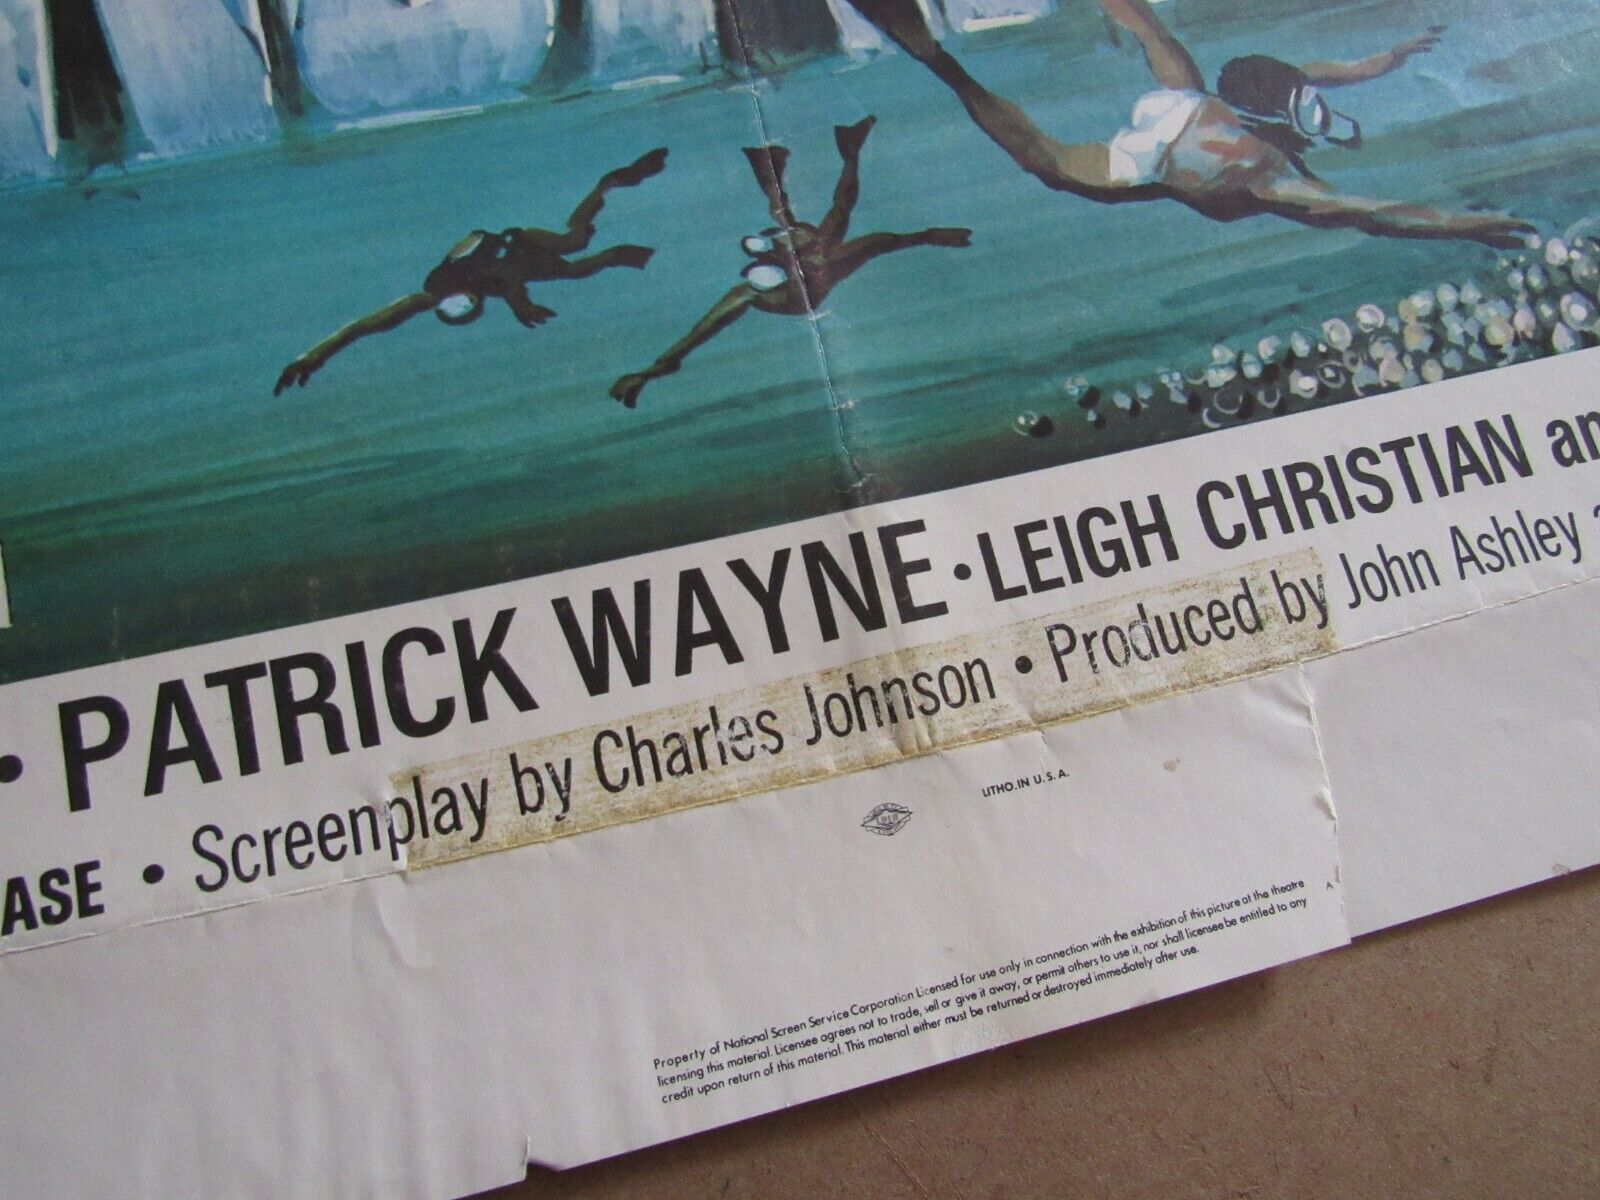 • PATRICK WAYNE • LEIGH CHRISTIAN an
ASE • Screenplay by Charles Johnson • Produced by John Ashley a
LITHO. IN U.S.A.
A
Property of National Screen Service Corporation Licensed for use only in connection with the exhibition of this picture at the theatre
licensing this material. Licensee agrees not to trade, sell or give it away, or permit others to use it, nor shall licensee be entitled to any
credit upon return of this material. This material either must be returned or destroyed immediately after use.